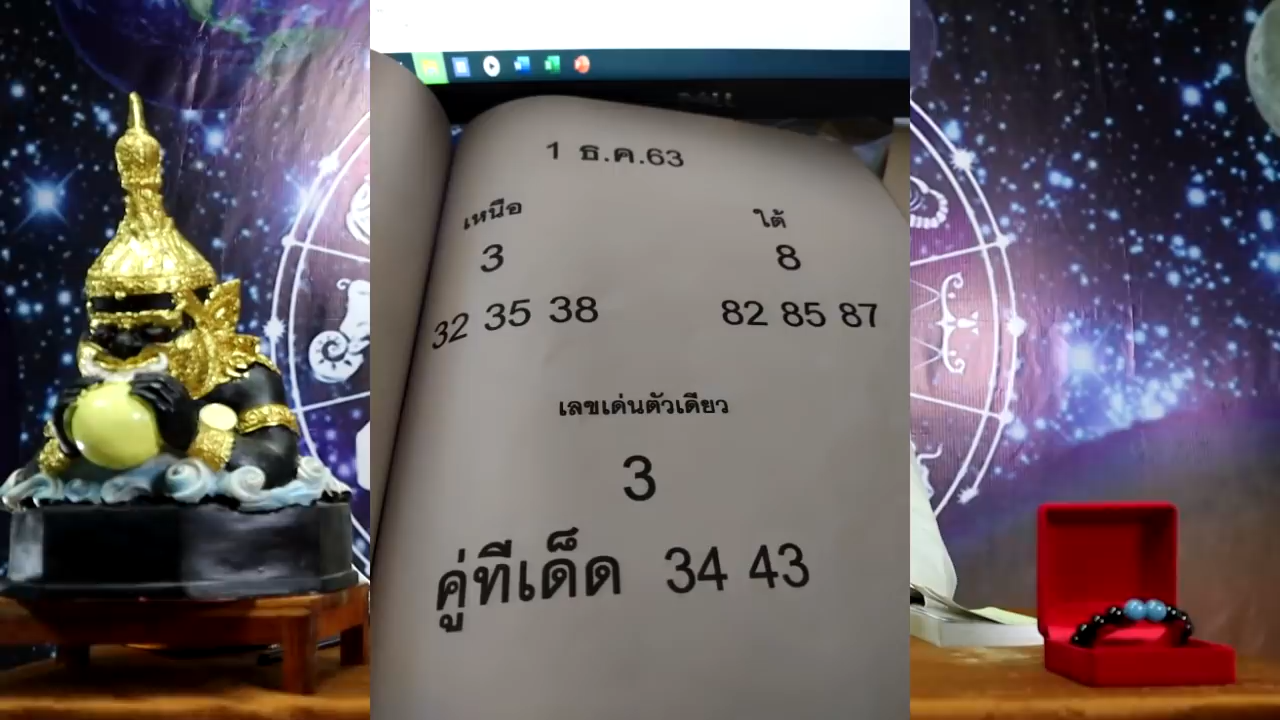 1 ธ.ค.63
เหนือ ใต้
3 8
32 35 38 82 85 87
เลขเด่นตัวเดียว
3
คู่ทีเด็ด 34 43